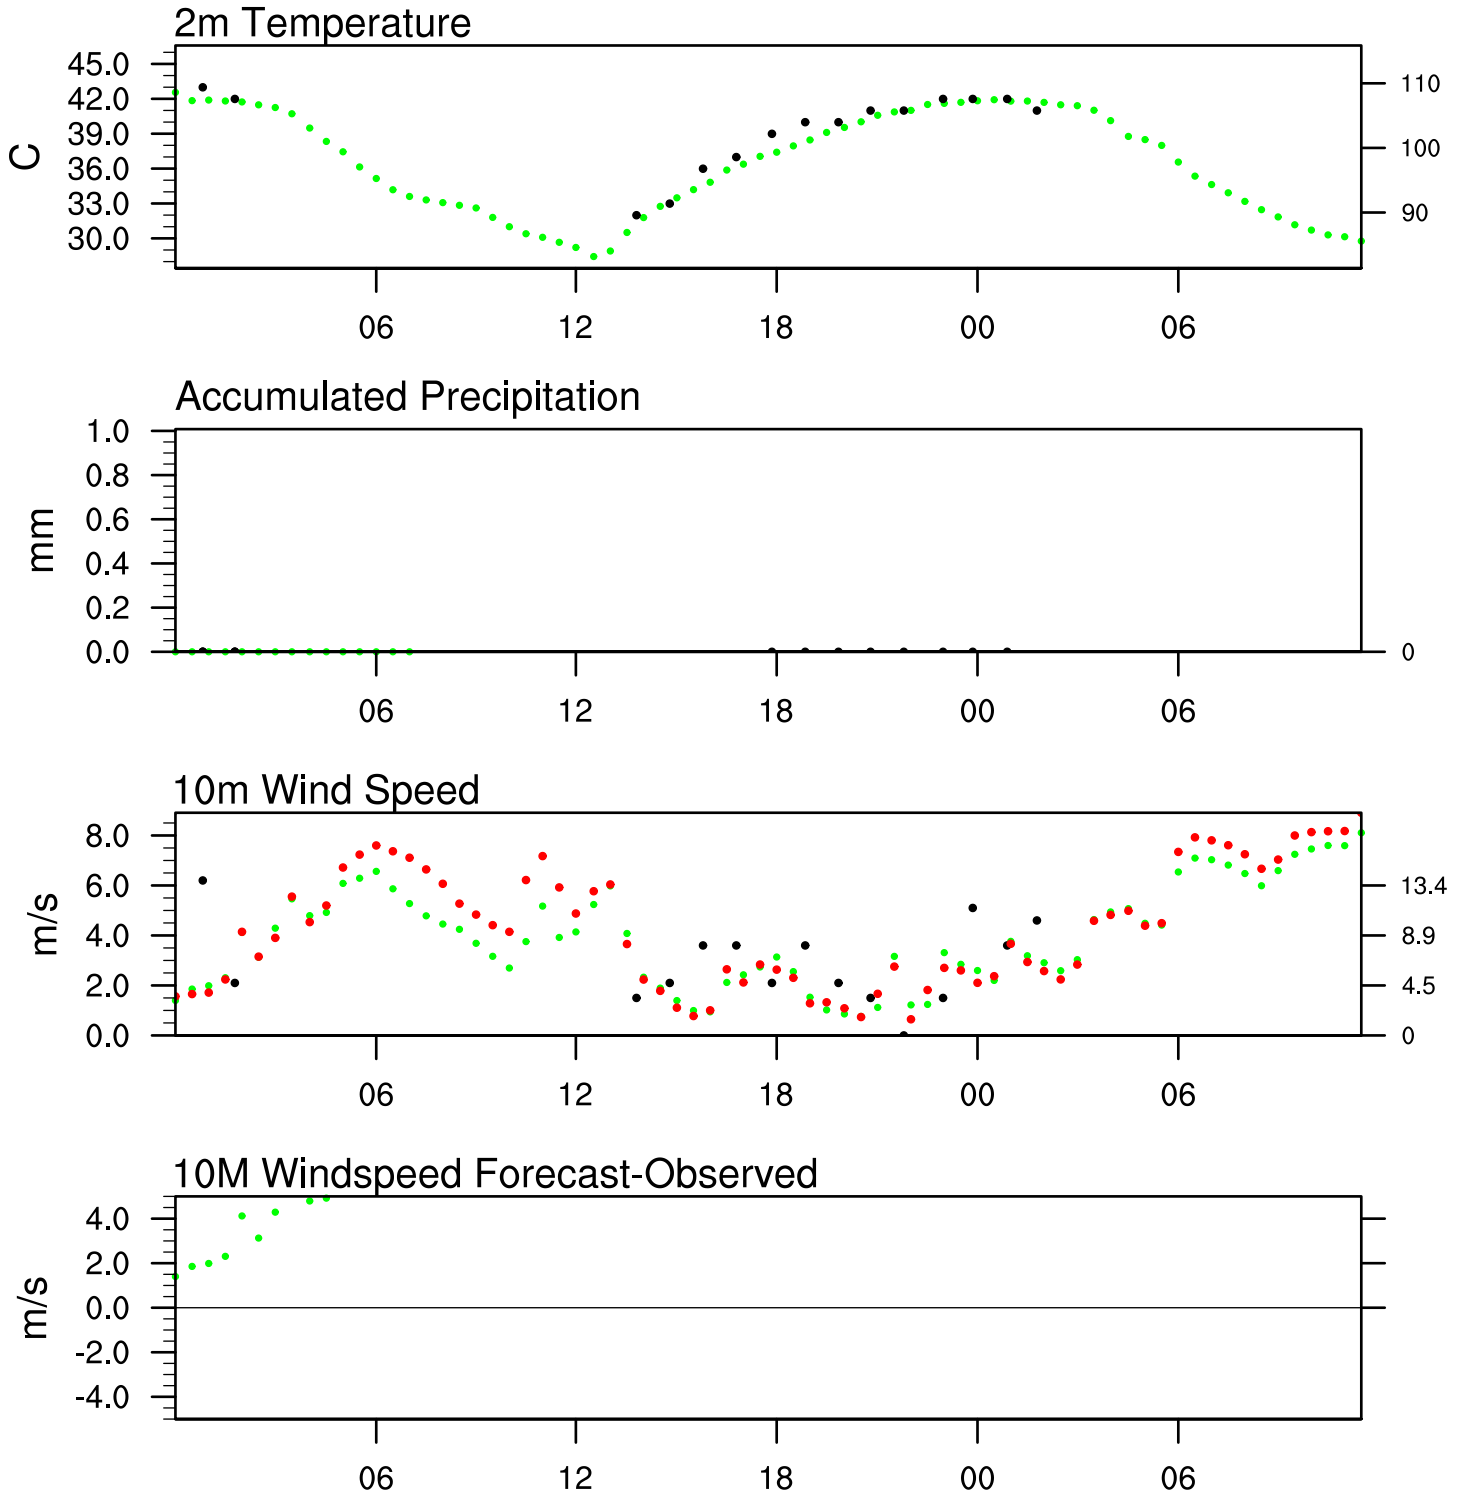 2m Temperature
45.0
42.0
39.0
36.0
33.0
30.0
C
110
100
90
06 12 18 00 06
Accumulated Precipitation
1.0
0.8
0.6
0.4
0.2
0.0
mm
0
06 12 18 00 06
10m Wind Speed
8.0
6.0
4.0
2.0
0.0
m/s
13.4
8.9
4.5
0
06 12 18 00 06
10M Windspeed Forecast-Observed
4.0
2.0
0.0
-2.0
-4.0
m/s
06 12 18 00 06